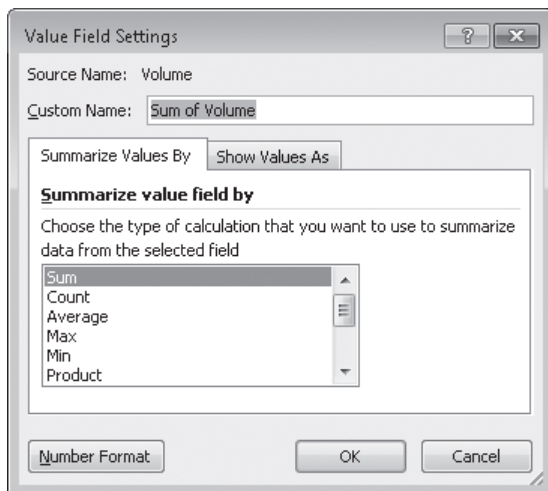 Value Field Settings
Source Name: Volume
Custom Name: Sum of Volume
Summarize Values By Show Values As
Summarize value field by
Choose the type of calculation that you want to use to summarize
data from the selected field
Sum
Count
Average
Max
Min
Product
Number Format OK Cancel